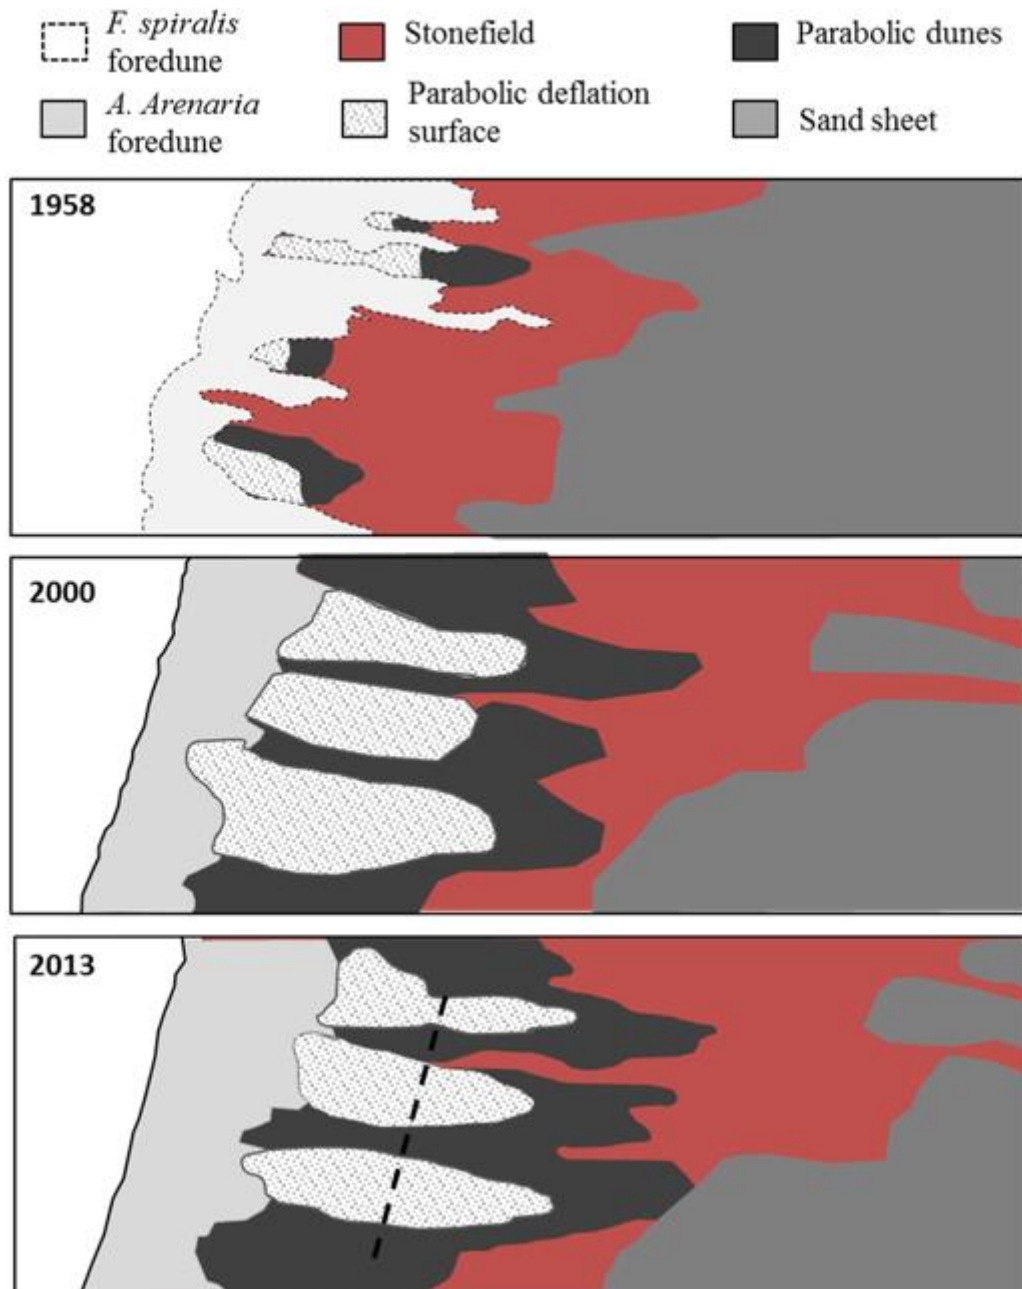 F. spiralis
foredune
Stonefield
Parabolic dunes
A. Arenaria
foredune
Parabolic deflation
surface
Sand sheet
1958
2000
2013